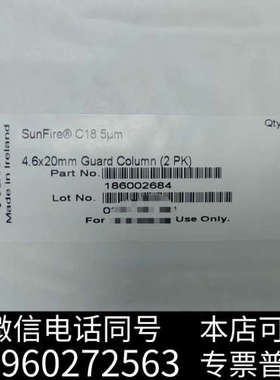 SunFire® C18 5µm
Qty
4.6x20mm Guard Column (2 PK)
Part No.
186002684
Lot No.
For
Use Only.
Made in Ireland
微信电话同号
本店可
960272563
专票普票